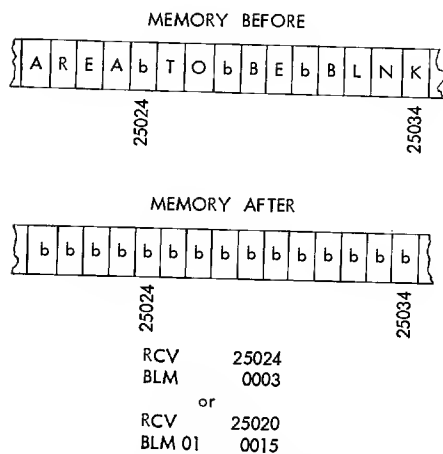 MEMORY BEFORE
A R E A b T O b B E b B L N K
25024 25034
MEMORY AFTER
b b b b b b b b b b b b b b b
25024 25034
RCV 25024
BLM 0003
or
RCV 25020
BLM 01 0015